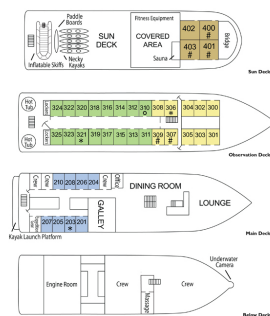 Paddle
Boards
Fitness Equipment
SUN
DECK
COVERED
AREA
Sauna
402
400
#
403
#
401
#
Bridge
Inflatable Skiffs
Necky
Kayaks
Sun Deck
Hot
Tub
Lockers
324 322 320 318 316 314 312 310 308 306 304 302 300
#
*
Hot
Tub
Lockers
325 323 321 319 317 315 313 311 309 307 305 303 301
*
#
#
Observation Deck
Crew
Crew
210 208 206 204
Crew
Office
DINING ROOM
GALLEY
LOUNGE
207 205 203 201
*
Kayak Launch Platform
Main Deck
Underwater
Camera
Engine Room
Crew
Crew
Massage
Below Deck